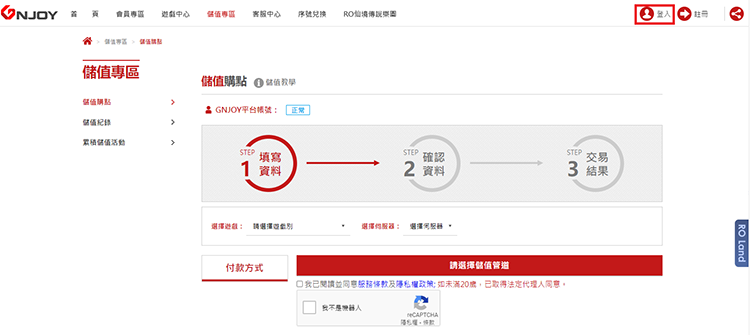 GNJOY 首 頁 會員專區 遊戲中心 儲值專區 客服中心 序號兌換 RO仙境傳說樂園 登入 註冊
儲值專區 > 儲值購點
儲值專區
儲值購點
儲值紀錄
累積儲值活動
儲值購點 儲值教學
GNJOY平台帳號： 正常
STEP 1 填寫資料
STEP 2 確認資料
STEP 3 交易結果
選擇遊戲： 請選擇遊戲別 選擇伺服器： 選擇伺服器
RO Land
付款方式
請選擇儲值管道
我已閱讀並同意服務條款及隱私權政策; 如未滿20歲，已取得法定代理人同意。
我不是機器人
reCAPTCHA
隱私權 - 條款